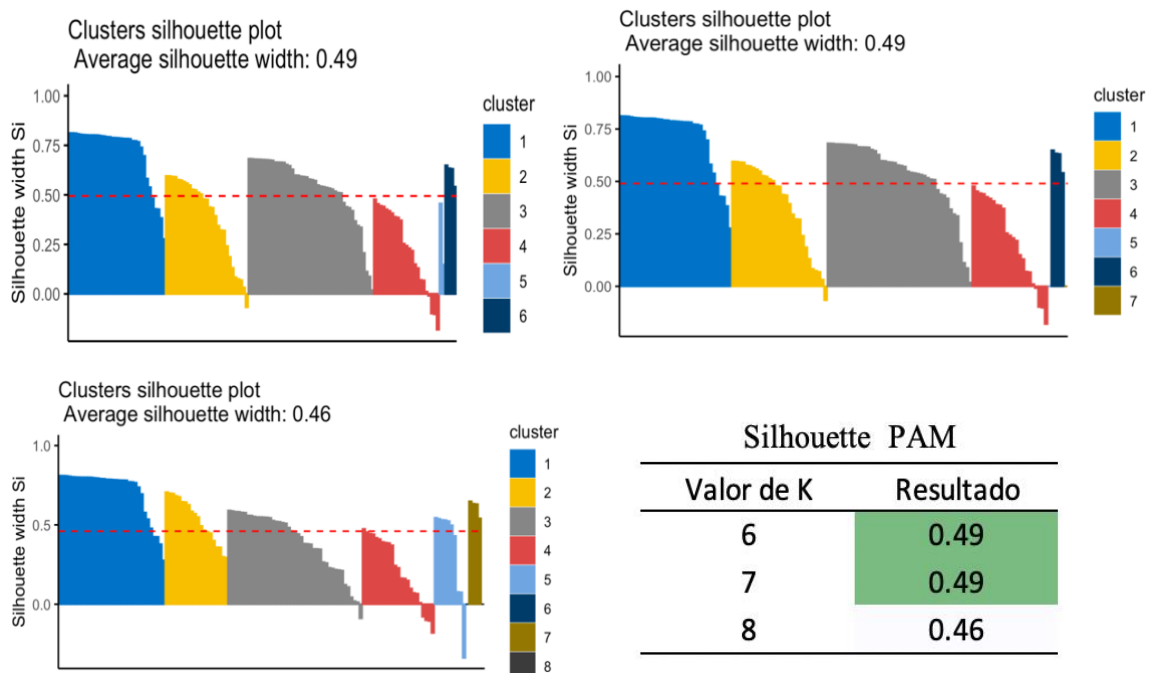 Clusters silhouette plot
Average silhouette width: 0.49
Silhouette width Si
1.00
0.75
0.50
0.25
0.00
cluster
1
2
3
4
5
6
Clusters silhouette plot
Average silhouette width: 0.49
Silhouette width Si
1.00
0.75
0.50
0.25
0.00
cluster
1
2
3
4
5
6
7
Clusters silhouette plot
Average silhouette width: 0.46
Silhouette width Si
1.0
0.5
0.0
cluster
1
2
3
4
5
6
7
8
Silhouette PAM
Valor de K Resultado
6 0.49
7 0.49
8 0.46